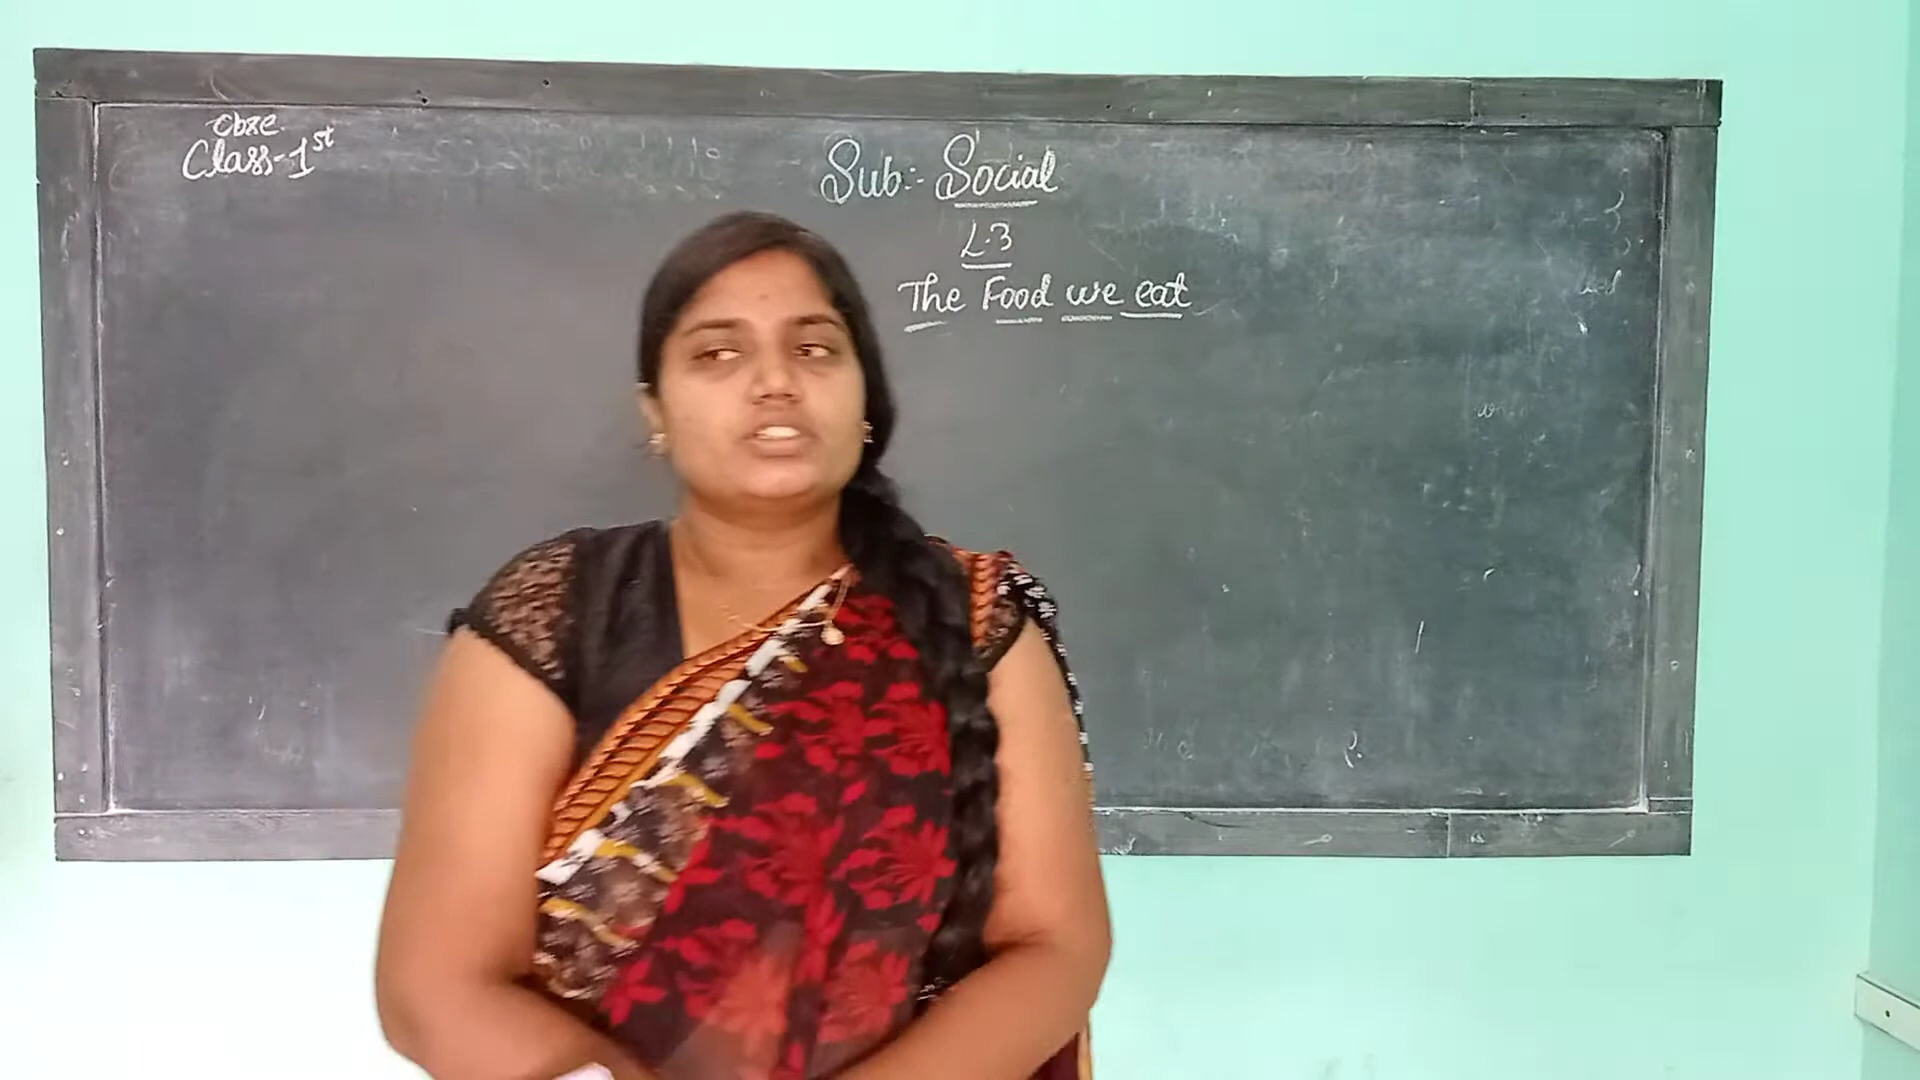 cbse
Class-1st
Sub:- Social
L.3
The Food we eat